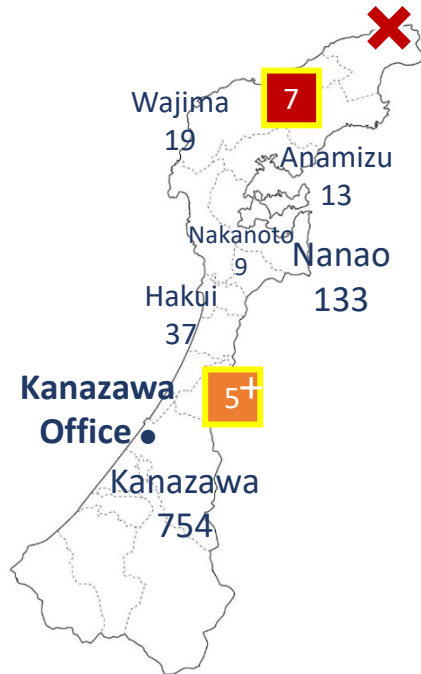 7
Wajima
19
Anamizu
13
Nakanoto
9
Nanao
133
Hakui
37
5+
Kanazawa
Office
Kanazawa
754